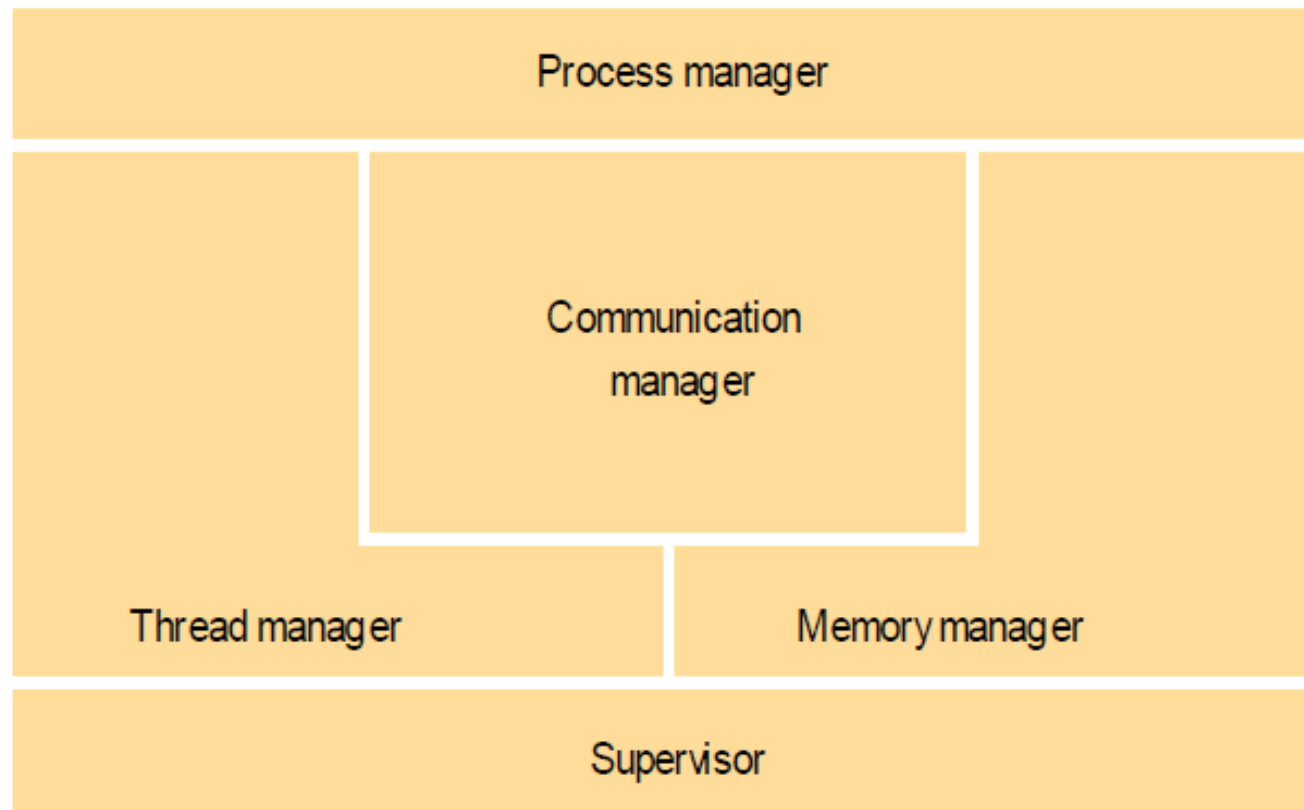 Process manager
Communication
manager
Thread manager
Memory manager
Supervisor